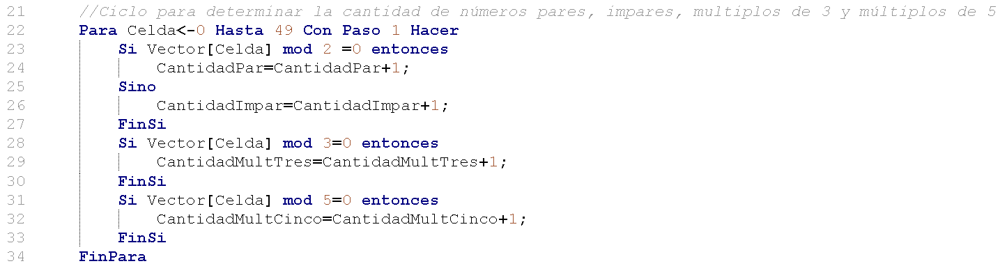 21 //Ciclo para determinar la cantidad de números pares, impares, multiplos de 3 y múltiplos de 5
22 Para Celda<-0 Hasta 49 Con Paso 1 Hacer
23 Si Vector[Celda] mod 2 =0 entonces
24 CantidadPar=CantidadPar+1;
25 Sino
26 CantidadImpar=CantidadImpar+1;
27 FinSi
28 Si Vector[Celda] mod 3=0 entonces
29 CantidadMultTres=CantidadMultTres+1;
30 FinSi
31 Si Vector[Celda] mod 5=0 entonces
32 CantidadMultCinco=CantidadMultCinco+1;
33 FinSi
34 FinPara